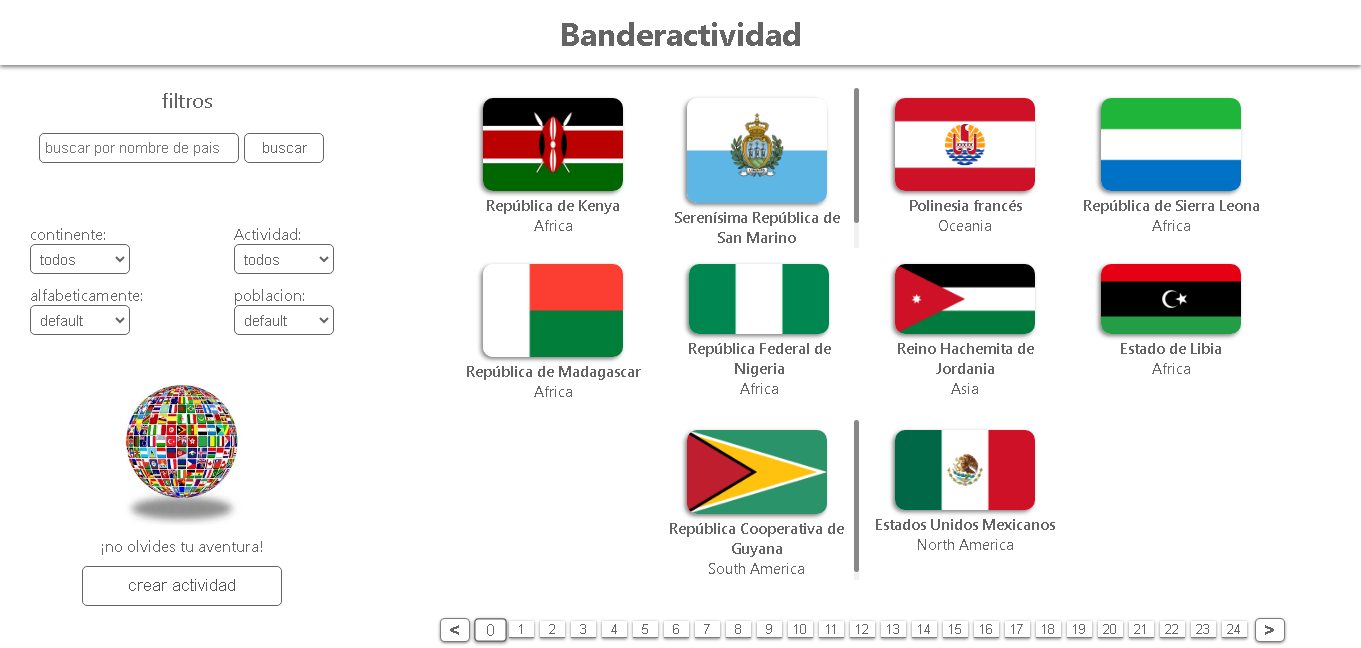 Banderactividad
filtros
buscar por nombre de pais
buscar
continente:
Actividad:
todos
todos
alfabeticamente:
poblacion:
default
default
¡no olvides tu aventura!
crear actividad
República de Kenya
Africa
Serenísima República de
San Marino
Polinesia francés
Oceania
República de Sierra Leona
Africa
República de Madagascar
Africa
República Federal de
Nigeria
Africa
Reino Hachemita de
Jordania
Asia
Estado de Libia
Africa
República Cooperativa de
Guyana
South America
Estados Unidos Mexicanos
North America
< 0 1 2 3 4 5 6 7 8 9 10 11 12 13 14 15 16 17 18 19 20 21 22 23 24 >